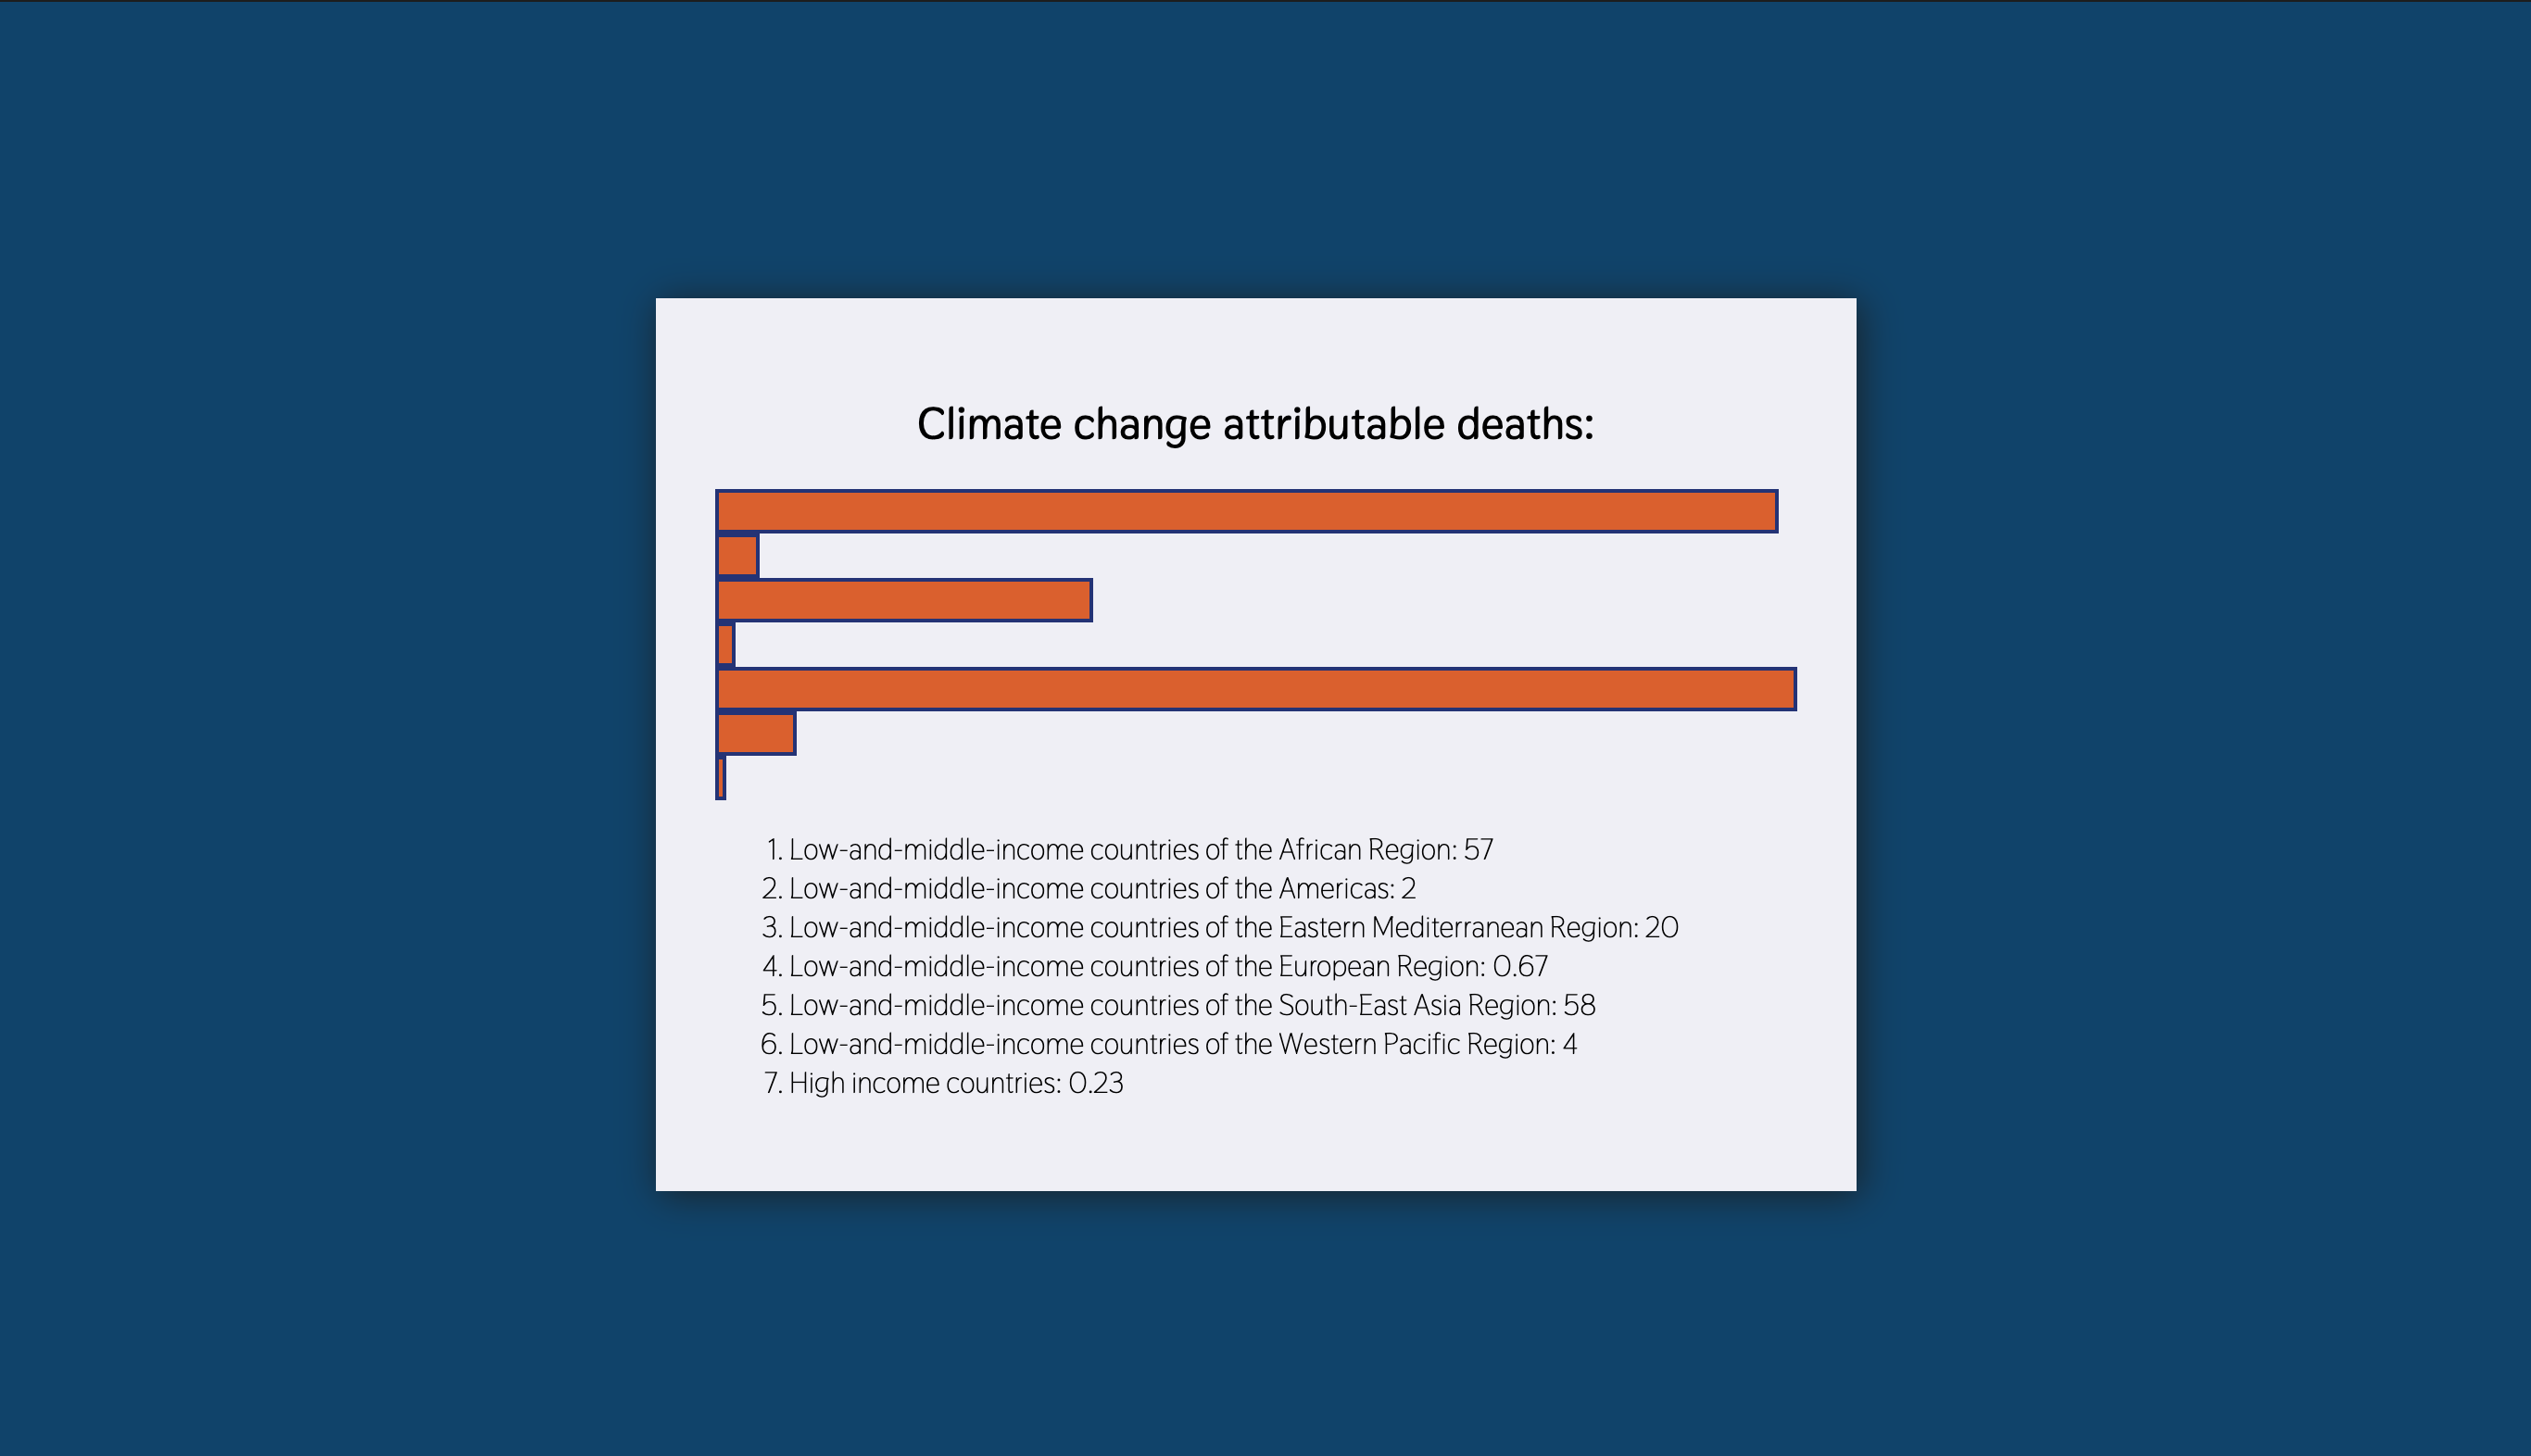 Climate change attributable deaths:
1. Low-and-middle-income countries of the African Region: 57
2. Low-and-middle-income countries of the Americas: 2
3. Low-and-middle-income countries of the Eastern Mediterranean Region: 20
4. Low-and-middle-income countries of the European Region: 0.67
5. Low-and-middle-income countries of the South-East Asia Region: 58
6. Low-and-middle-income countries of the Western Pacific Region: 4
7. High income countries: 0.23